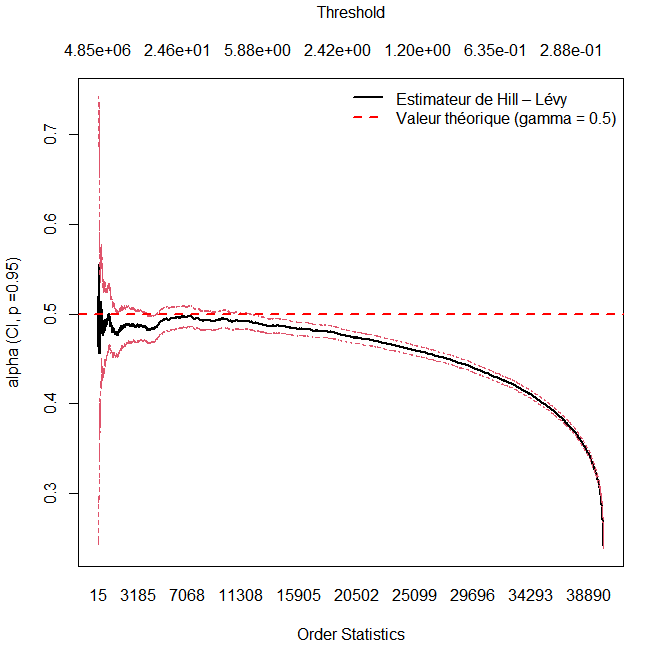 Threshold
4.85e+06 2.46e+01 5.88e+00 2.42e+00 1.20e+00 6.35e-01 2.88e-01
Estimateur de Hill – Lévy
Valeur théorique (gamma = 0.5)
0.7
0.6
0.5
0.4
0.3
alpha (CI, p =0.95)
15 3185 7068 11308 15905 20502 25099 29696 34293 38890
Order Statistics